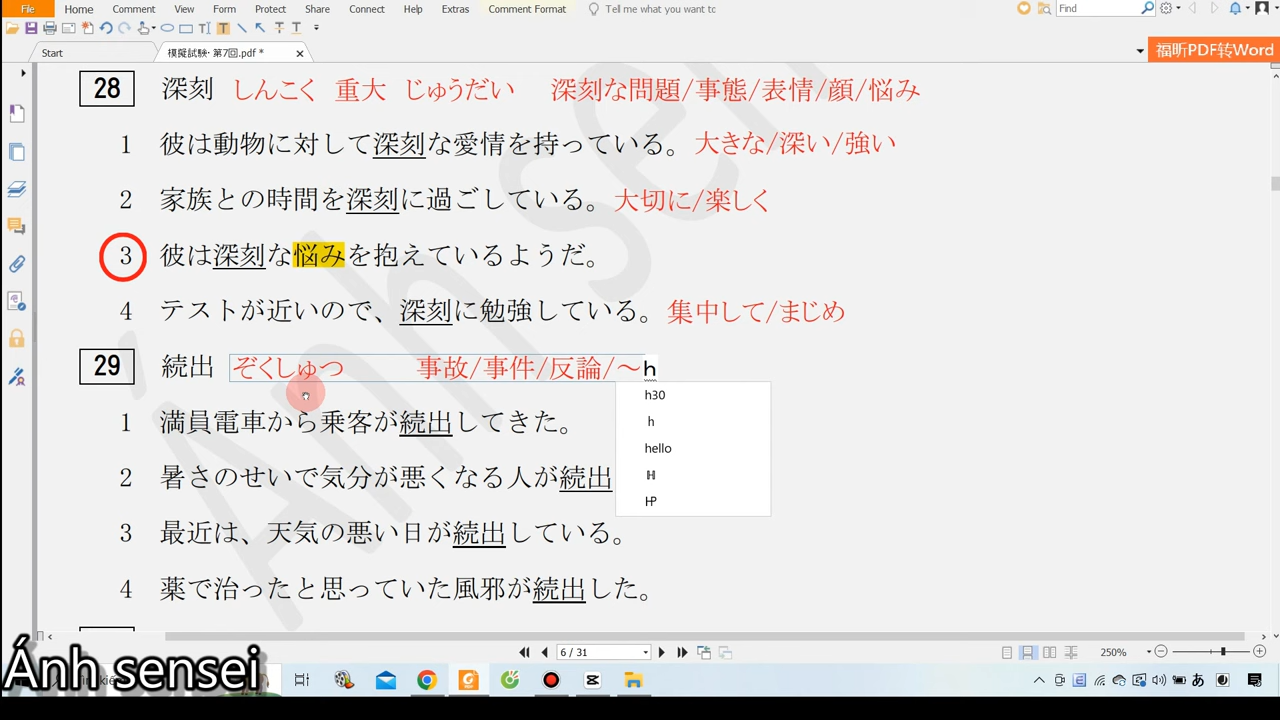 File Home Comment View Form Protect Share Connect Help Extras Comment Format Tell me what you want to Find
Start 模擬試験・第7回.pdf * 福昕PDF转Word
28 深刻 しんこく 重大 じゅうだい 深刻な問題/事態/表情/顔/悩み
1 彼は動物に対して深刻な愛情を持っている。 大きな/深い/強い
2 家族との時間を深刻に過ごしている。 大切に/楽しく
3 彼は深刻な悩みを抱えているようだ。
4 テストが近いので、深刻に勉強している。 集中して/まじめ
29 続出 ぞくしゅつ 事故/事件/反論/～h
h30
h
hello
ℍ
1 満員電車から乗客が続出してきた。
2 暑さのせいで気分が悪くなる人が続出
3 最近は、天気の悪い日が続出している。
4 薬で治ったと思っていた風邪が続出した。
Ánh sensei
6 / 31
250%
Ánh sensei
あ